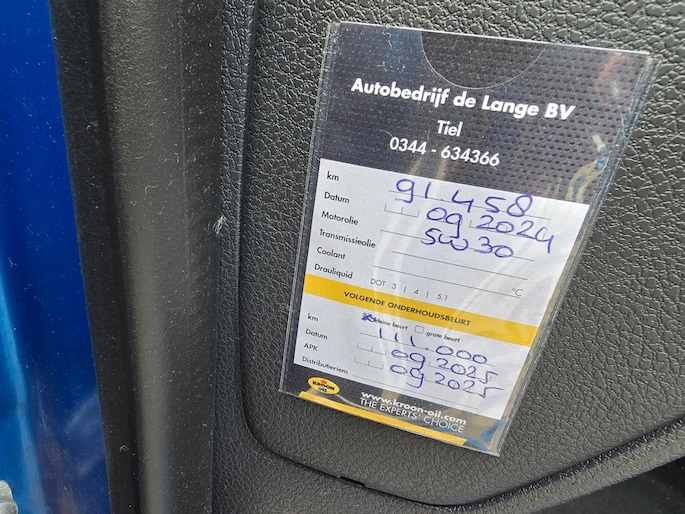 Autobedrijf de Lange BV
Tiel
0344 - 634366
km 91.458
Datum 09 2024
Motorolie 5W30
Transmissieolie
Coolant °C
Drauliquid DOT 3 | 4 | 5.1
VOLGENDE ONDERHOUDSBEURT
x kleine beurt grote beurt
km 111.000
Datum 09 2025
APK 09 2025
Distributieriem
KROON OIL
www.kroon-oil.com
THE EXPERTS' CHOICE